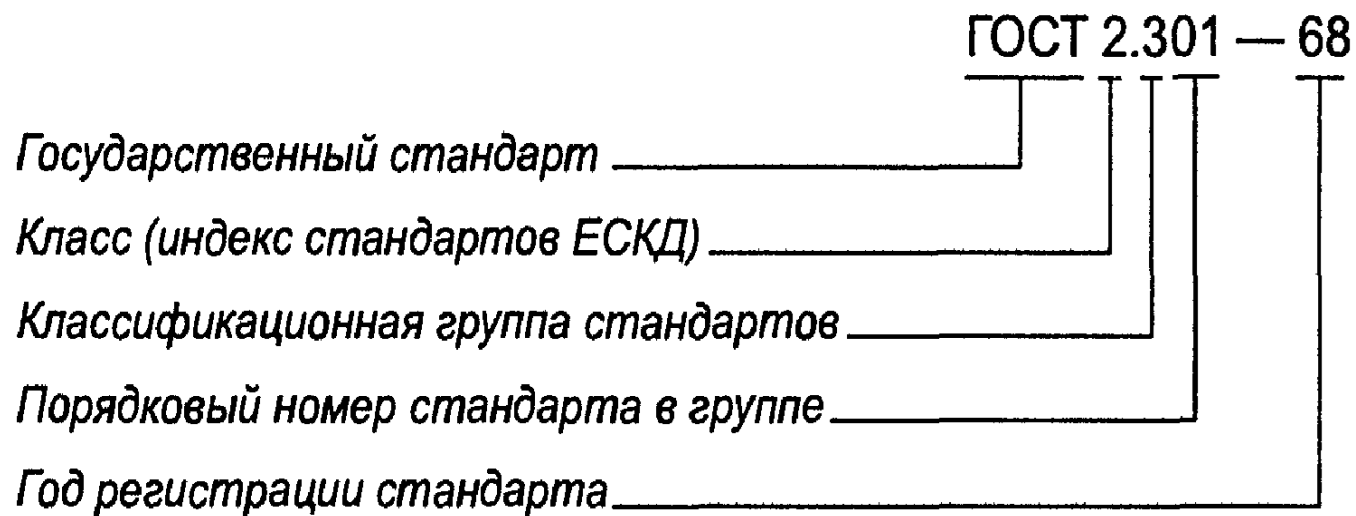 ГОСТ 2.301 — 68
Государственный стандарт
Класс (индекс стандартов ЕСКД)
Классификационная группа стандартов
Порядковый номер стандарта в группе
Год регистрации стандарта